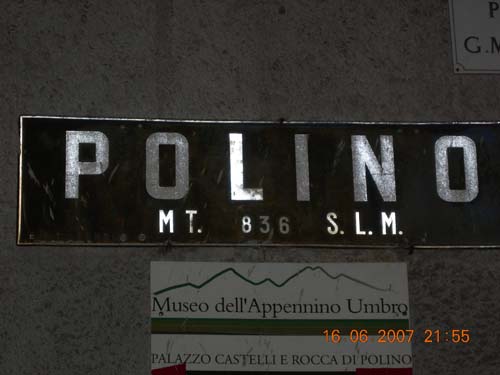 P
G.M
POLINO
MT. 836 S.L.M.
Museo dell'Appennino Umbro
16.06.2007 21:55
PALAZZO CASTELLI E ROCCA DI POLINO